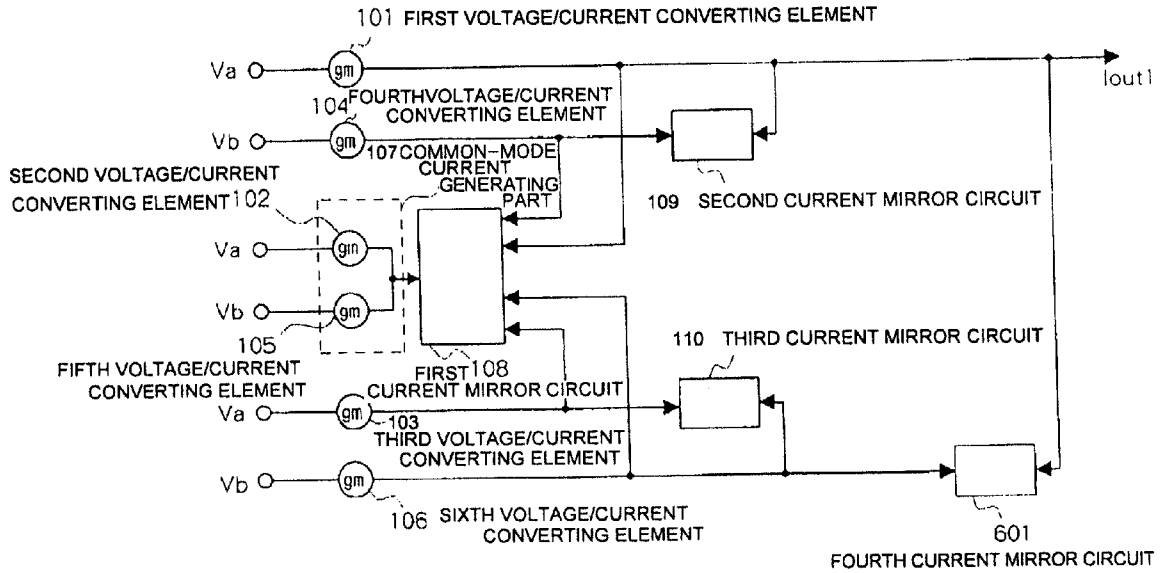 101 FIRST VOLTAGE/CURRENT CONVERTING ELEMENT
Va
gm
Iout1
104 FOURTHVOLTAGE/CURRENT
CONVERTING ELEMENT
Vb
gm
107 COMMON-MODE
CURRENT
GENERATING
PART
SECOND VOLTAGE/CURRENT
CONVERTING ELEMENT 102
109 SECOND CURRENT MIRROR CIRCUIT
Va
gm
Vb
gm
105
FIFTH VOLTAGE/CURRENT
CONVERTING ELEMENT
FIRST 108
CURRENT MIRROR CIRCUIT
110 THIRD CURRENT MIRROR CIRCUIT
Va
gm
103
THIRD VOLTAGE/CURRENT
CONVERTING ELEMENT
Vb
gm
106 SIXTH VOLTAGE/CURRENT
CONVERTING ELEMENT
601
FOURTH CURRENT MIRROR CIRCUIT